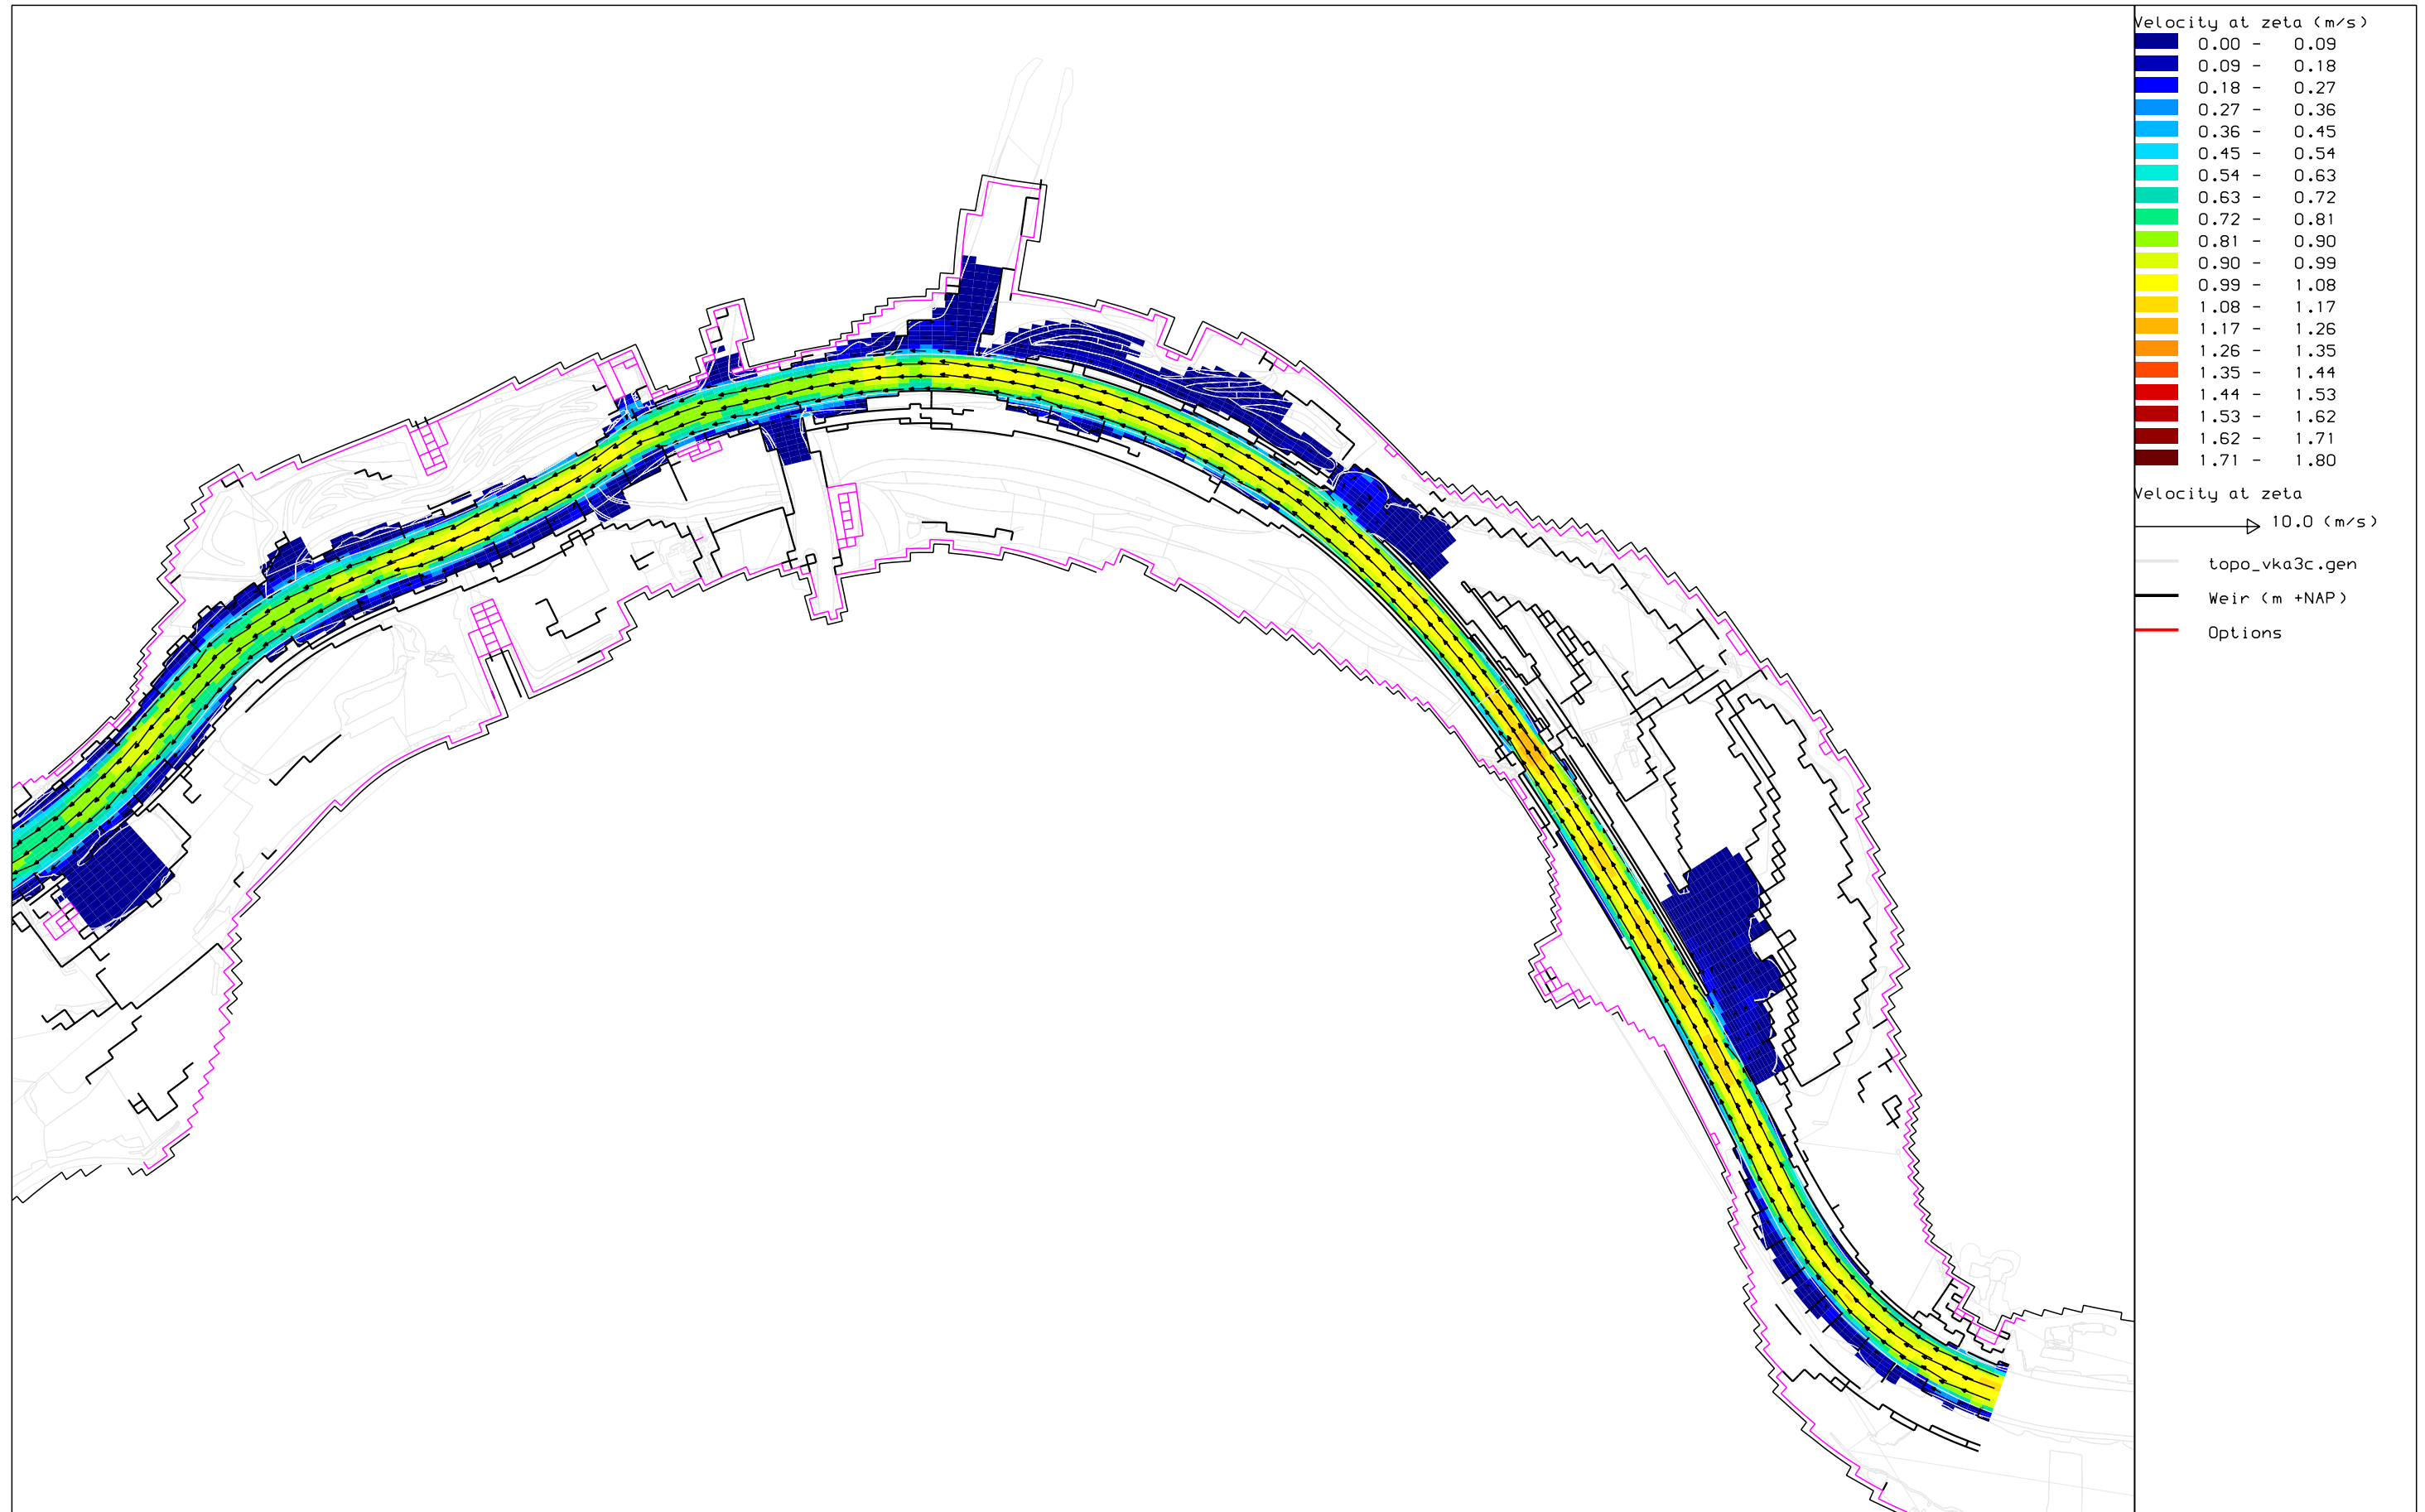 Velocity at zeta (m/s)
0.00 - 0.09
0.09 - 0.18
0.18 - 0.27
0.27 - 0.36
0.36 - 0.45
0.45 - 0.54
0.54 - 0.63
0.63 - 0.72
0.72 - 0.81
0.81 - 0.90
0.90 - 0.99
0.99 - 1.08
1.08 - 1.17
1.17 - 1.26
1.26 - 1.35
1.35 - 1.44
1.44 - 1.53
1.53 - 1.62
1.62 - 1.71
1.71 - 1.80
Velocity at zeta
10.0 (m/s)
topo_vka3c.gen
Weir (m +NAP)
Options